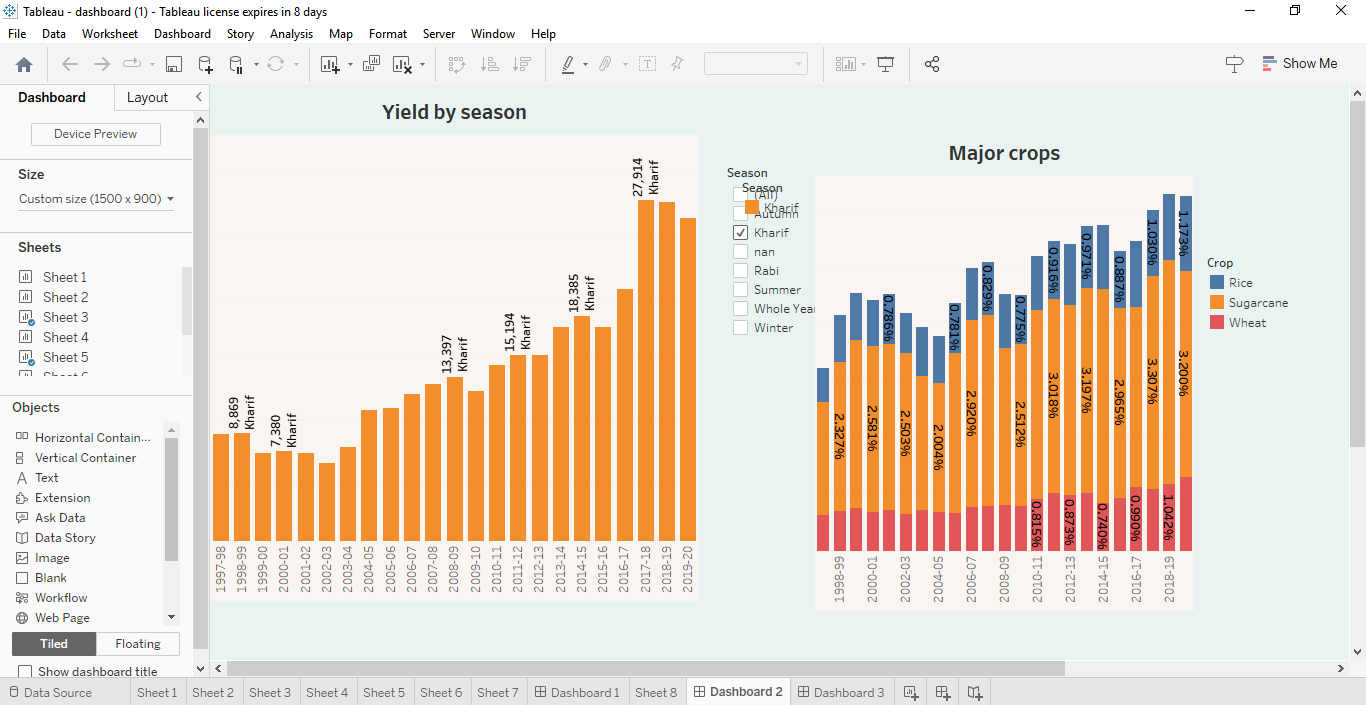 Tableau - dashboard (1) - Tableau license expires in 8 days
File Data Worksheet Dashboard Story Analysis Map Format Server Window Help
Show Me
Dashboard Layout
Device Preview
Size
Custom size (1500 x 900)
Sheets
Sheet 1
Sheet 2
Sheet 3
Sheet 4
Sheet 5
Objects
Horizontal Contain...
Vertical Container
Text
Extension
Ask Data
Data Story
Image
Blank
Workflow
Web Page
Tiled Floating
Show dashboard title
Yield by season
8,869 Kharif
7,380 Kharif
13,397 Kharif
15,194 Kharif
18,385 Kharif
27,914 Kharif
1997-98
1998-99
1999-00
2000-01
2001-02
2002-03
2003-04
2004-05
2005-06
2006-07
2007-08
2008-09
2009-10
2010-11
2011-12
2012-13
2013-14
2014-15
2015-16
2016-17
2017-18
2018-19
2019-20
Season
Season
(All)
Kharif
Autumn
Kharif
nan
Rabi
Summer
Whole Year
Winter
Major crops
0.786%
0.781%
0.829%
0.775%
0.916%
0.971%
0.887%
1.030%
1.173%
2.327%
2.581%
2.503%
2.004%
2.920%
2.512%
3.018%
3.197%
2.965%
3.307%
3.200%
0.815%
0.873%
0.740%
0.990%
1.042%
1998-99
2000-01
2002-03
2004-05
2006-07
2008-09
2010-11
2012-13
2014-15
2016-17
2018-19
Crop
Rice
Sugarcane
Wheat
Data Source Sheet 1 Sheet 2 Sheet 3 Sheet 4 Sheet 5 Sheet 6 Sheet 7 Dashboard 1 Sheet 8 Dashboard 2 Dashboard 3